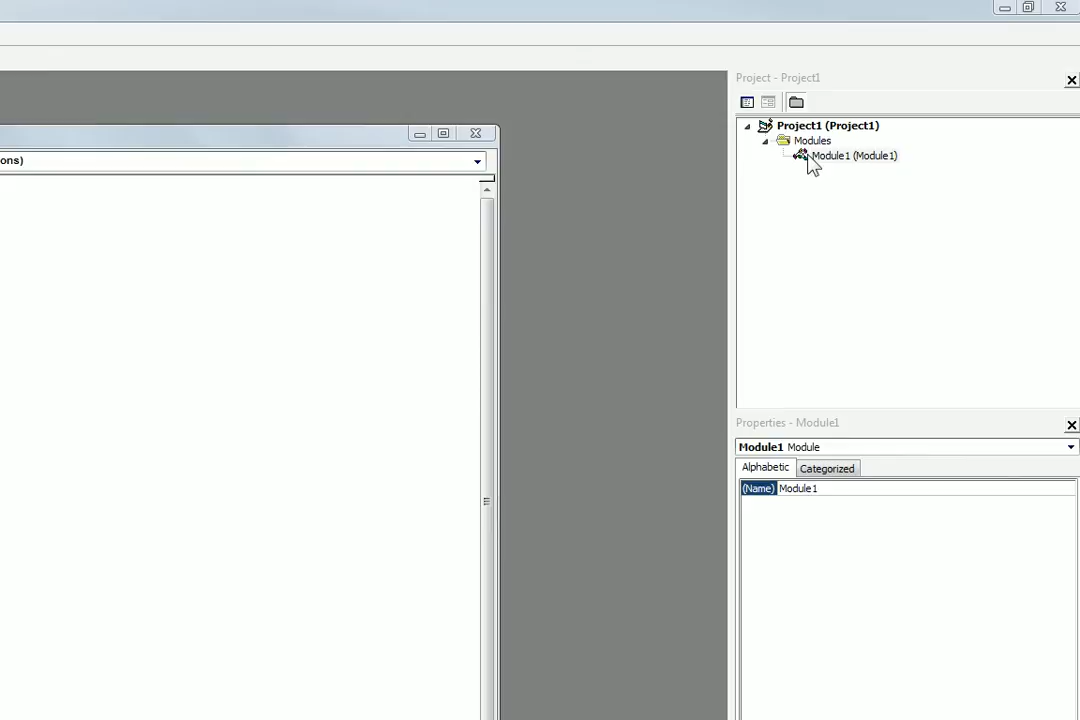 ons)
Project - Project1
Project1 (Project1)
Modules
Module1 (Module1)
Properties - Module1
Module1 Module
Alphabetic Categorized
(Name) Module1